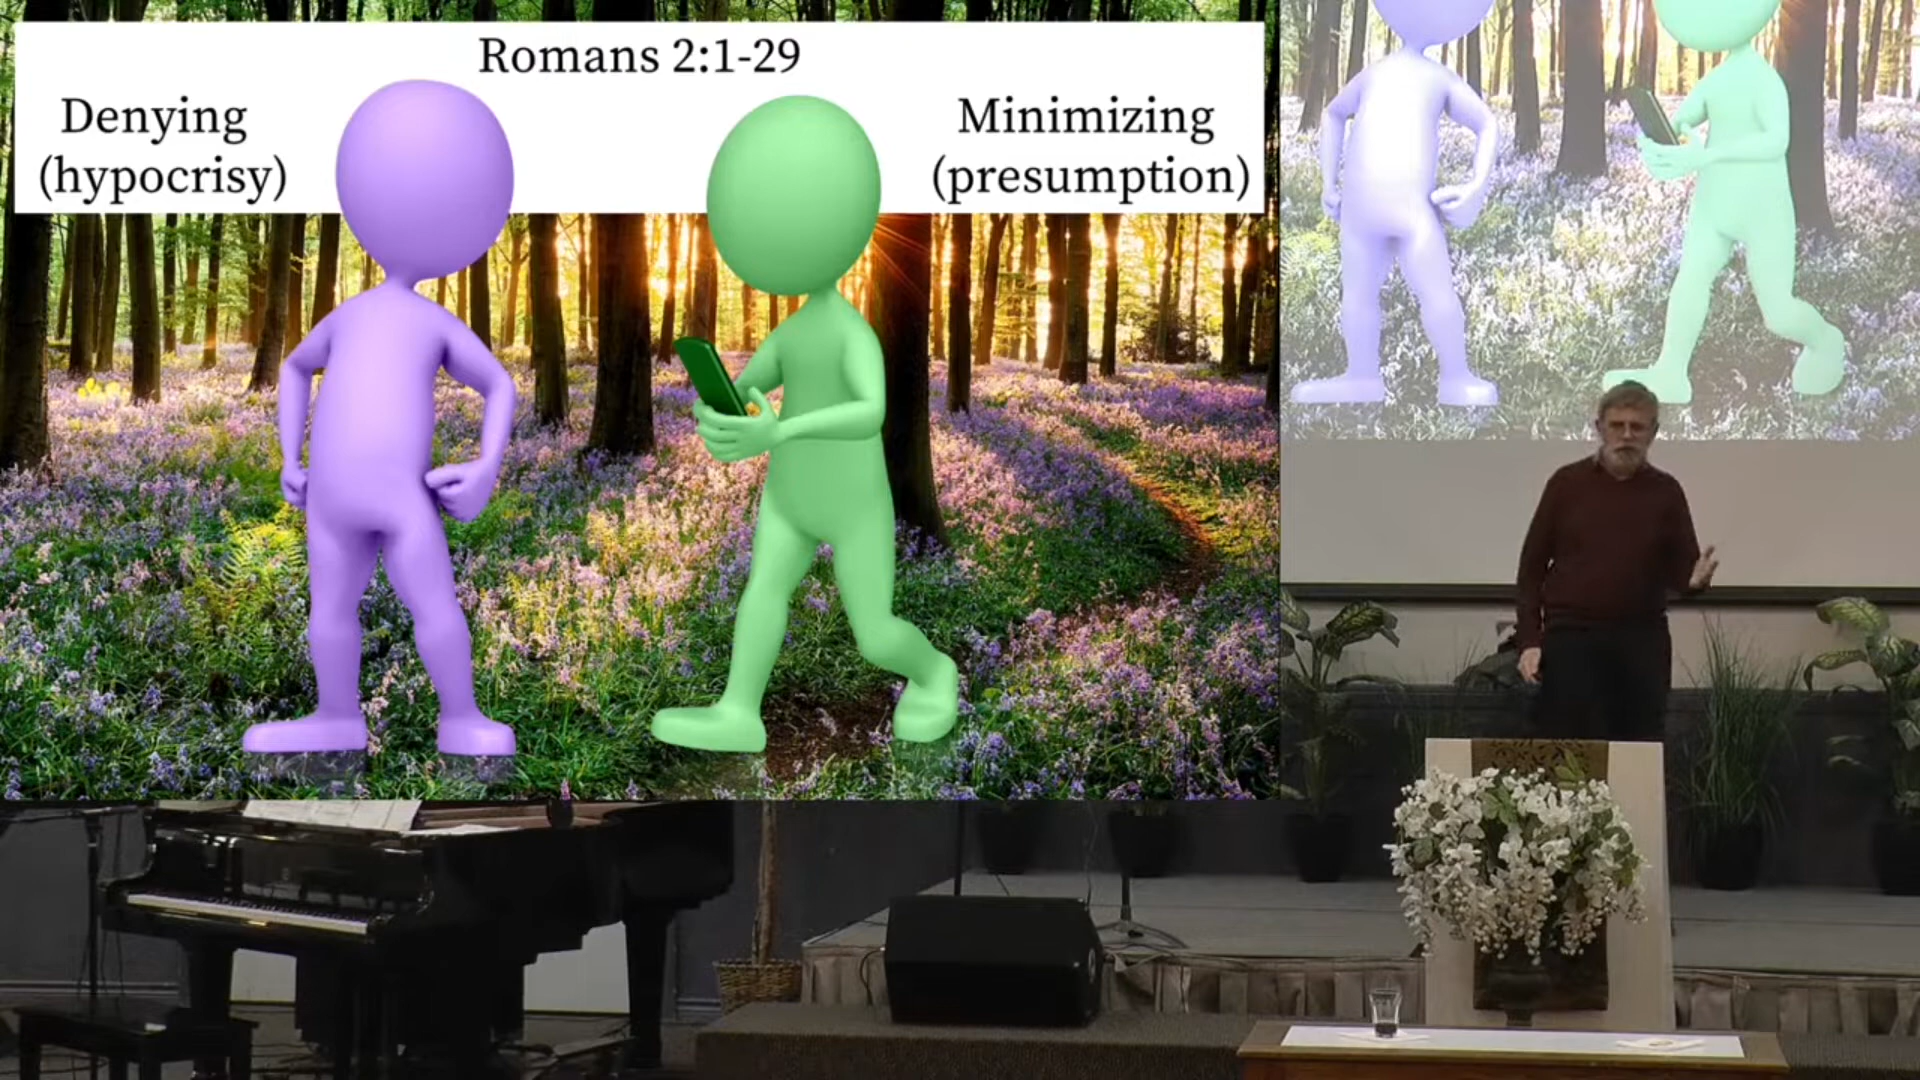 Romans 2:1-29
Denying
(hypocrisy)
Minimizing
(presumption)